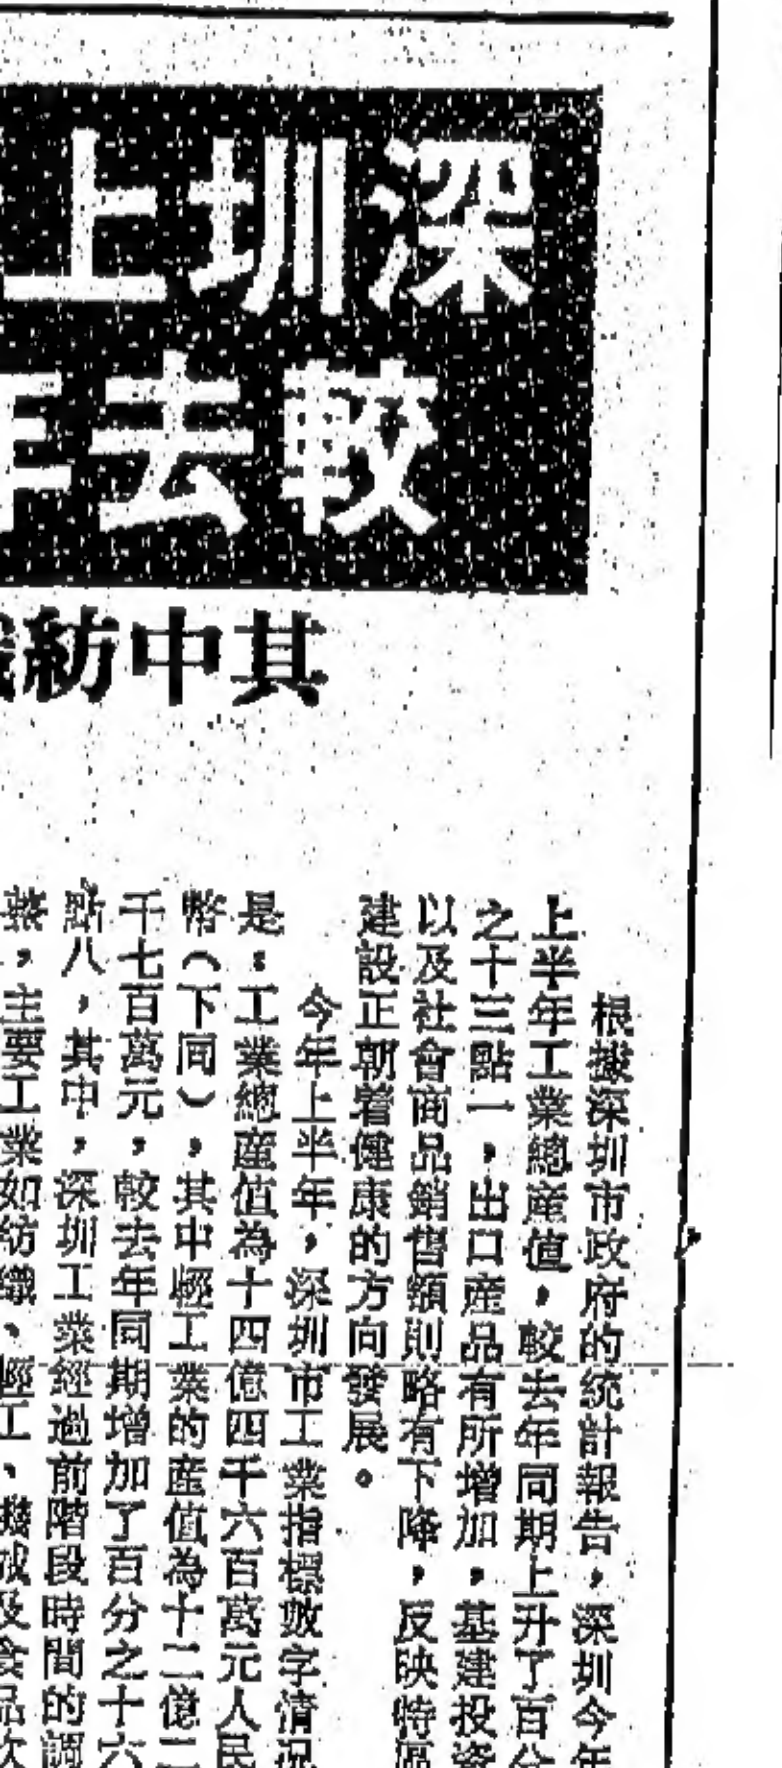 深圳上
較去年
其中紡織
根據深圳市政府的統計報告，深圳今年
上半年工業總產值，較去年同期上升了百分
之十三點一，出口產品有所增加，基建投資
以及社會商品銷售額則略有下降，反映特區
建設正朝着健康的方向發展。
今年上半年，深圳市工業指標數字情況
是：工業總產值為十四億四千六百萬元人民
幣（下同），其中輕工業的產值為十二億二
千七百萬元，較去年同期增加了百分之十六
點八，其中，深圳工業經過前階段時間的調
整，主要工業如紡織、輕工、機械及食品次